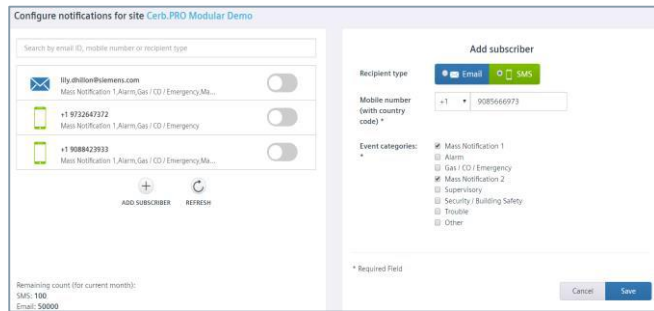 Configure notifications for site Cerb.PRO Modular Demo
Search by email ID, mobile number or recipient type
lily.dhillon@siemens.com
Mass Notification 1,Alarm,Gas / CO / Emergency,Ma...
+1 9732647372
Mass Notification 1,Alarm,Gas / CO / Emergency
+1 9088423933
Mass Notification 1,Alarm,Gas / CO / Emergency,Ma...
ADD SUBSCRIBER REFRESH
Remaining count (for current month):
SMS: 100
Email: 50000
Add subscriber
Recipient type Email SMS
Mobile number
(with country
code) *
+1 9085666973
Event categories:
*
Mass Notification 1
Alarm
Gas / CO / Emergency
Mass Notification 2
Supervisory
Security / Building Safety
Trouble
Other
* Required Field
Cancel Save